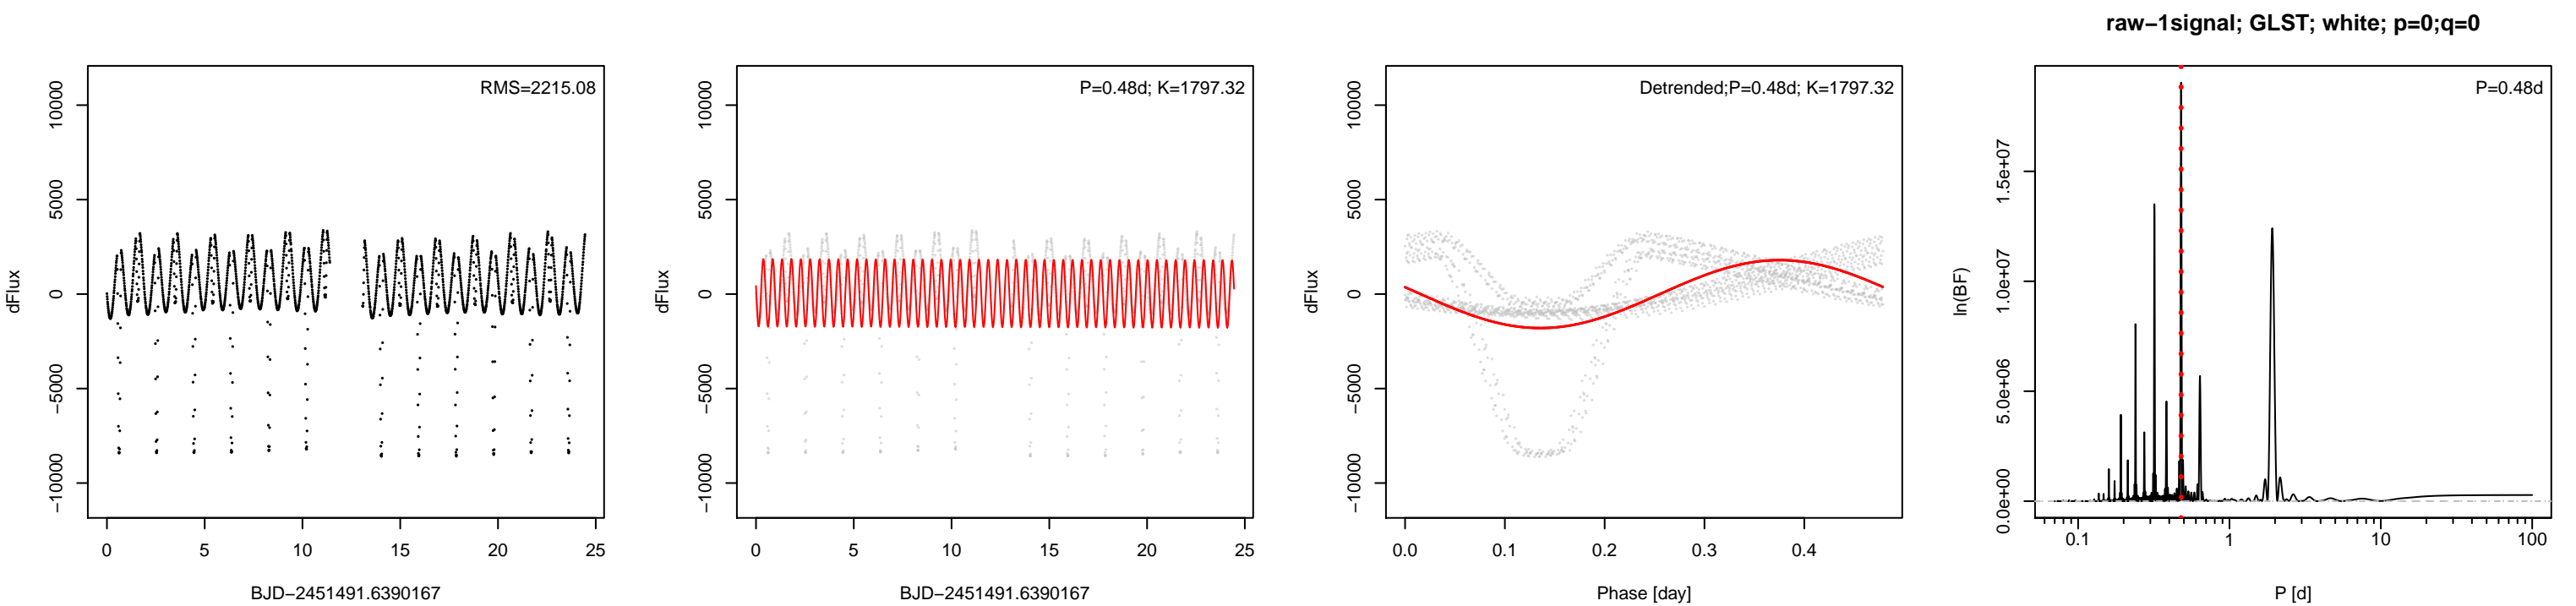 raw−1signal; GLST; white; p=0;q=0
RMS=2215.08
10000
5000
0
−5000
−10000
dFlux
0 5 10 15 20 25
BJD−2451491.6390167
P=0.48d; K=1797.32
10000
5000
0
−5000
−10000
dFlux
0 5 10 15 20 25
BJD−2451491.6390167
Detrended;P=0.48d; K=1797.32
10000
5000
0
−5000
−10000
dFlux
0.0 0.1 0.2 0.3 0.4
Phase [day]
P=0.48d
1.5e+07
1.0e+07
5.0e+06
0.0e+00
ln(BF)
0.1 1 10 100
P [d]